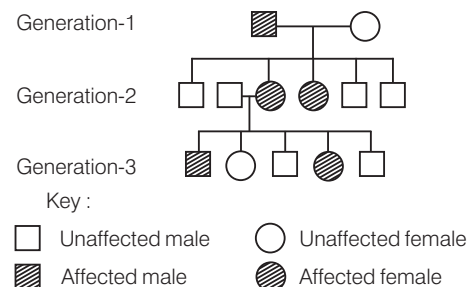 Generation-1
Generation-2
Generation-3
Key :
Unaffected male Unaffected female
Affected male Affected female